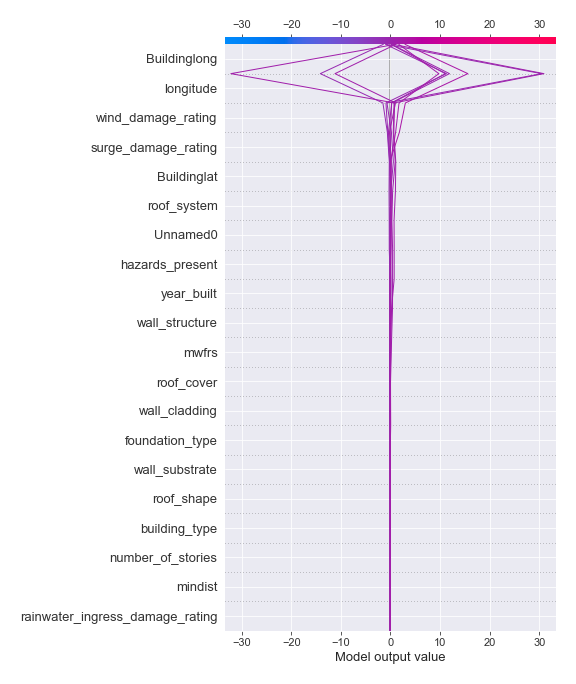 −30 −20 −10 0 10 20 30
Buildinglong
longitude
wind_damage_rating
surge_damage_rating
Buildinglat
roof_system
Unnamed0
hazards_present
year_built
wall_structure
mwfrs
roof_cover
wall_cladding
foundation_type
wall_substrate
roof_shape
building_type
number_of_stories
mindist
rainwater_ingress_damage_rating
−30 −20 −10 0 10 20 30
Model output value